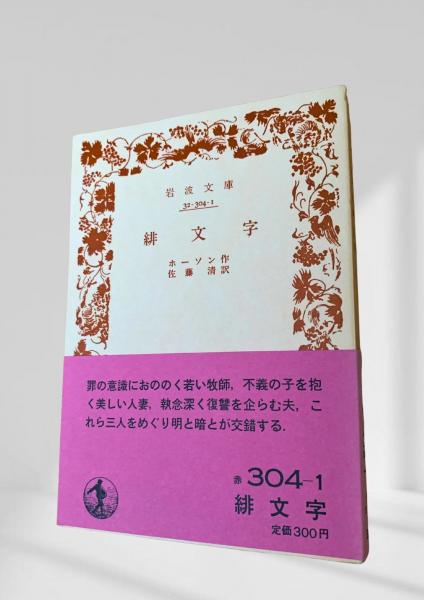 岩波文庫
32-304-1
緋文字
ホーソン作
佐藤清訳
罪の意識におののく若い牧師，不義の子を抱
く美しい人妻，執念深く復讐を企らむ夫，こ
れら三人をめぐり明と暗とが交錯する．
赤 304-1
緋文字
定価300円